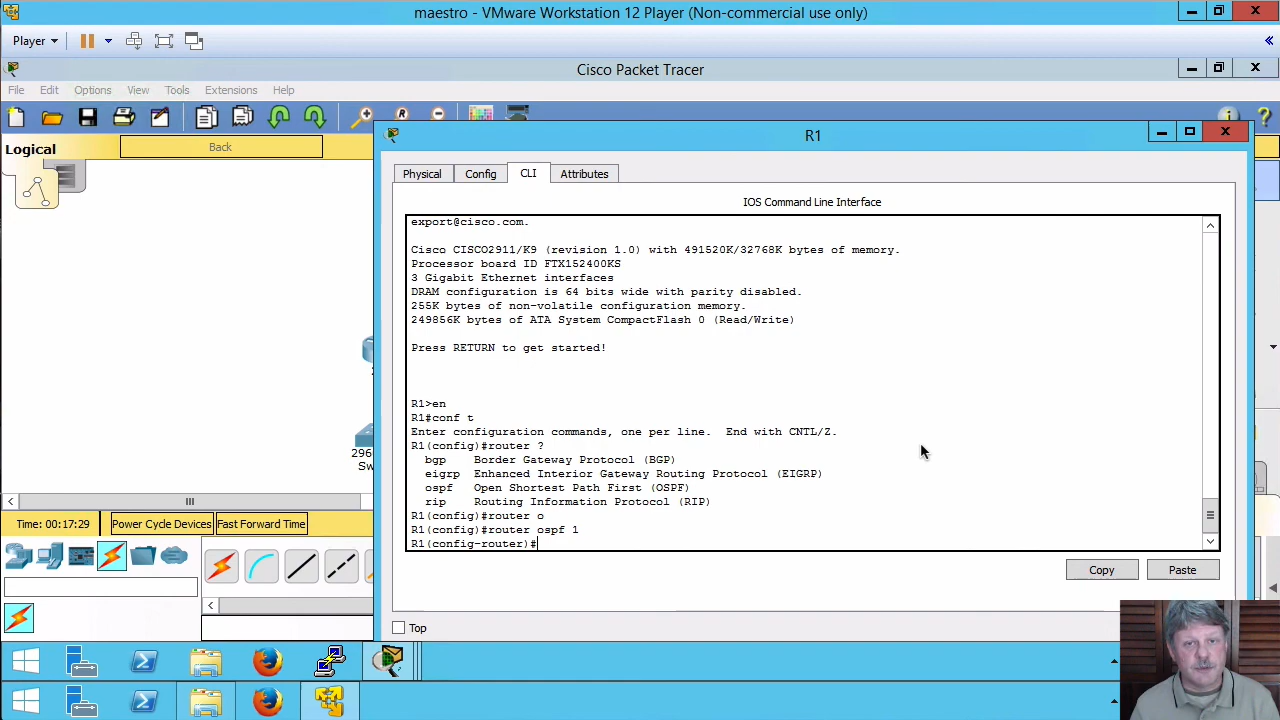 maestro - VMware Workstation 12 Player (Non-commercial use only)
Player
Cisco Packet Tracer
File Edit Options View Tools Extensions Help
R
R1
Logical
Back
Physical Config CLI Attributes
IOS Command Line Interface
export@cisco.com.
Cisco CISCO2911/K9 (revision 1.0) with 491520K/32768K bytes of memory.
Processor board ID FTX152400KS
3 Gigabit Ethernet interfaces
DRAM configuration is 64 bits wide with parity disabled.
255K bytes of non-volatile configuration memory.
249856K bytes of ATA System CompactFlash 0 (Read/Write)
Press RETURN to get started!
R1>en
R1#conf t
Enter configuration commands, one per line.  End with CNTL/Z.
R1(config)#router ?
bgp Border Gateway Protocol (BGP)
eigrp Enhanced Interior Gateway Routing Protocol (EIGRP)
ospf Open Shortest Path First (OSPF)
rip Routing Information Protocol (RIP)
R1(config)#router o
R1(config)#router ospf 1
R1(config-router)#
296
Sw
Time: 00:17:29 Power Cycle Devices Fast Forward Time
Copy Paste
Top